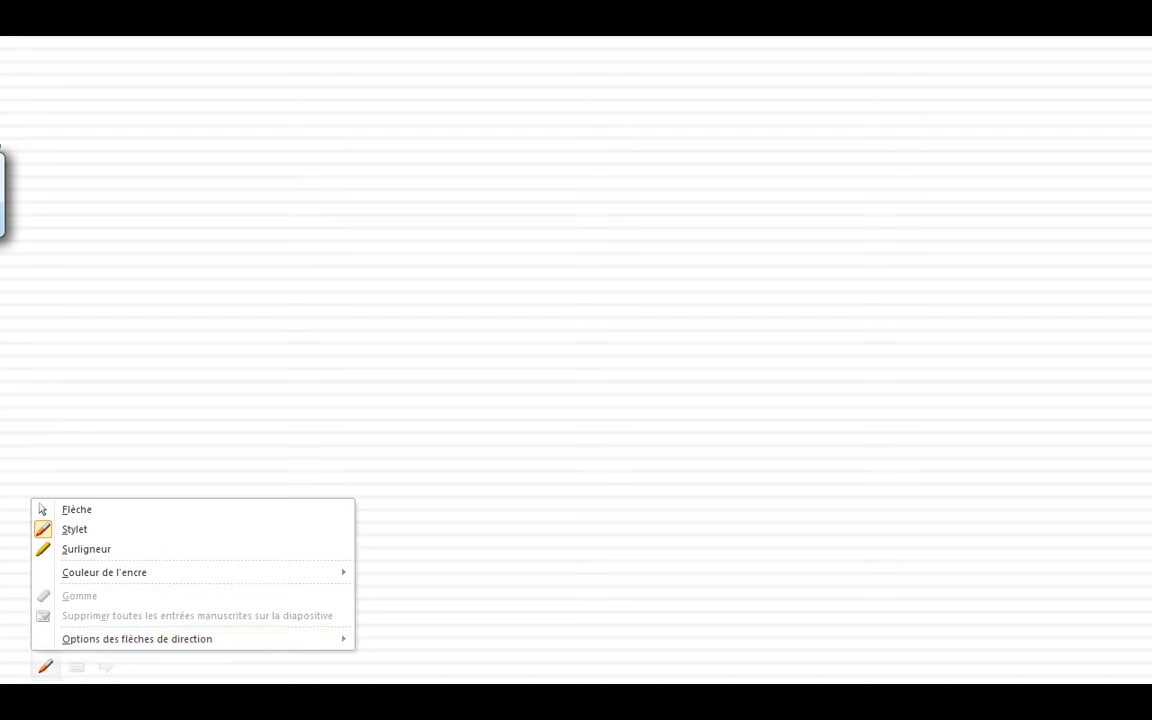 Flèche
Stylet
Surligneur
Couleur de l'encre
Gomme
Supprimer toutes les entrées manuscrites sur la diapositive
Options des flèches de direction